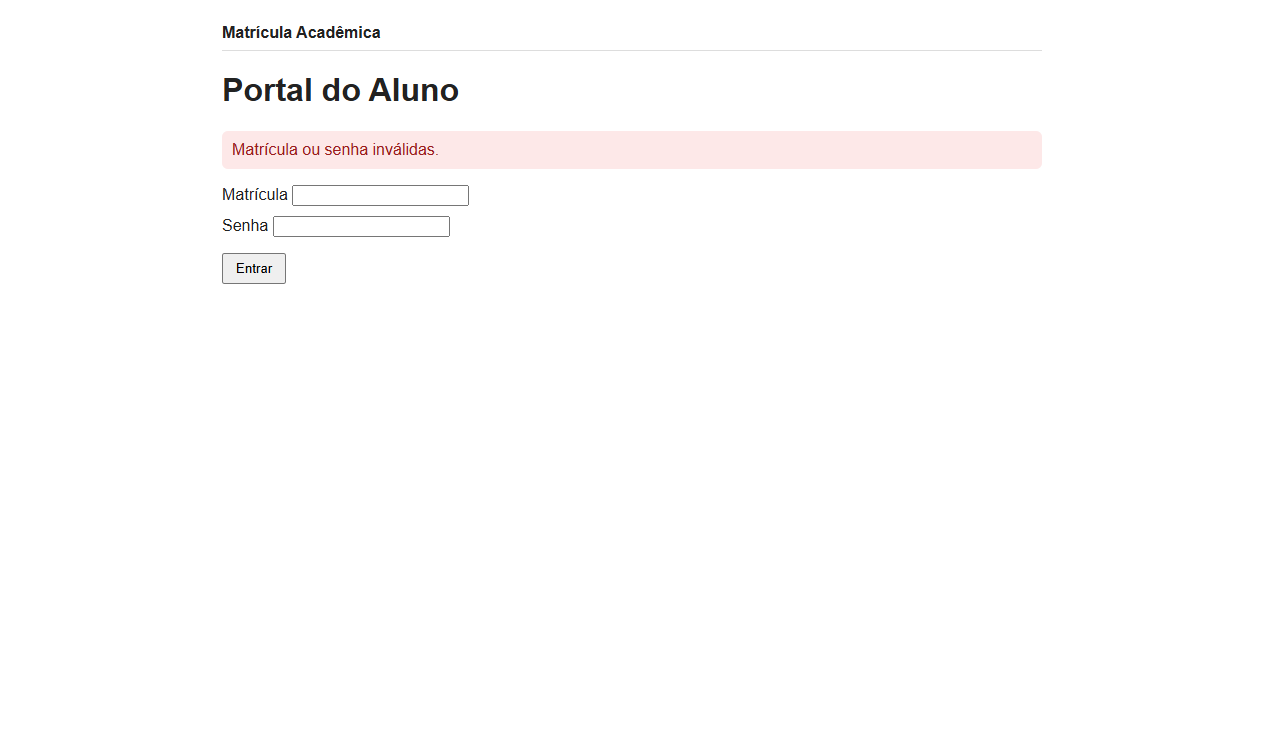 Matrícula Acadêmica
Portal do Aluno
Matrícula ou senha inválidas.
Matrícula
Senha
Entrar